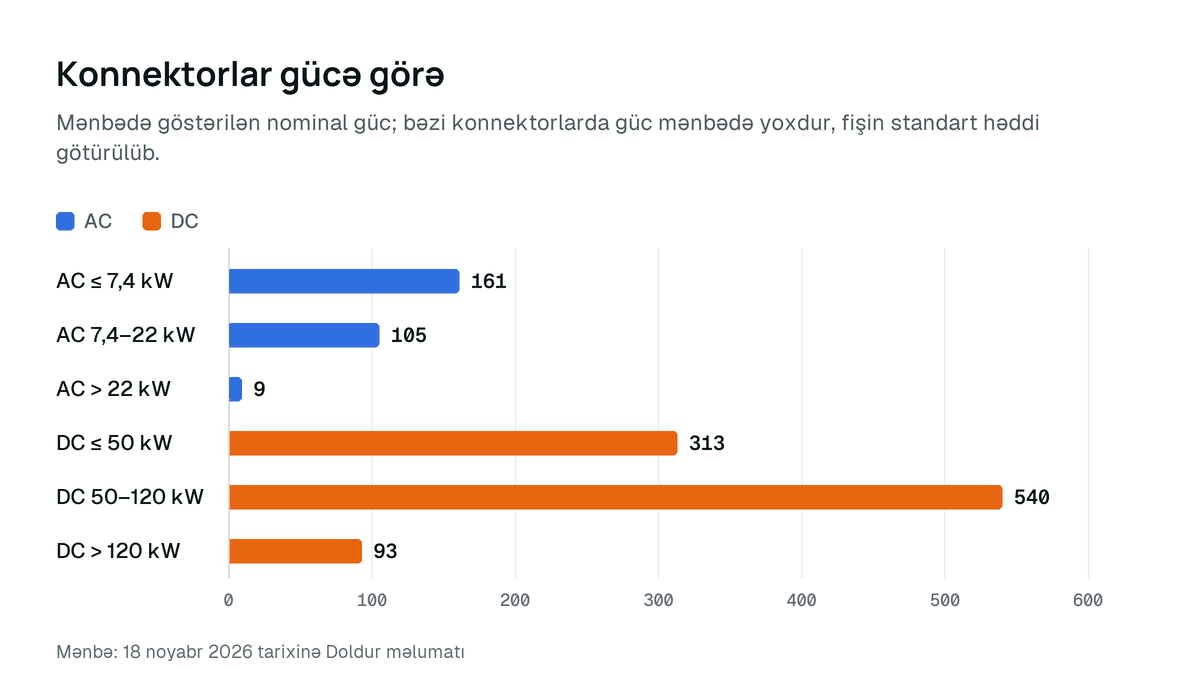 Konnektorlar gücə görə
Mənbədə göstərilən nominal güc; bəzi konnektorlarda güc mənbədə yoxdur, fişin standart həddi
götürülüb.
AC
DC
AC ≤ 7,4 kW
161
AC 7,4–22 kW
105
AC > 22 kW
9
DC ≤ 50 kW
313
DC 50–120 kW
540
DC > 120 kW
93
0 100 200 300 400 500 600
Mənbə: 18 noyabr 2026 tarixinə Doldur məlumatı